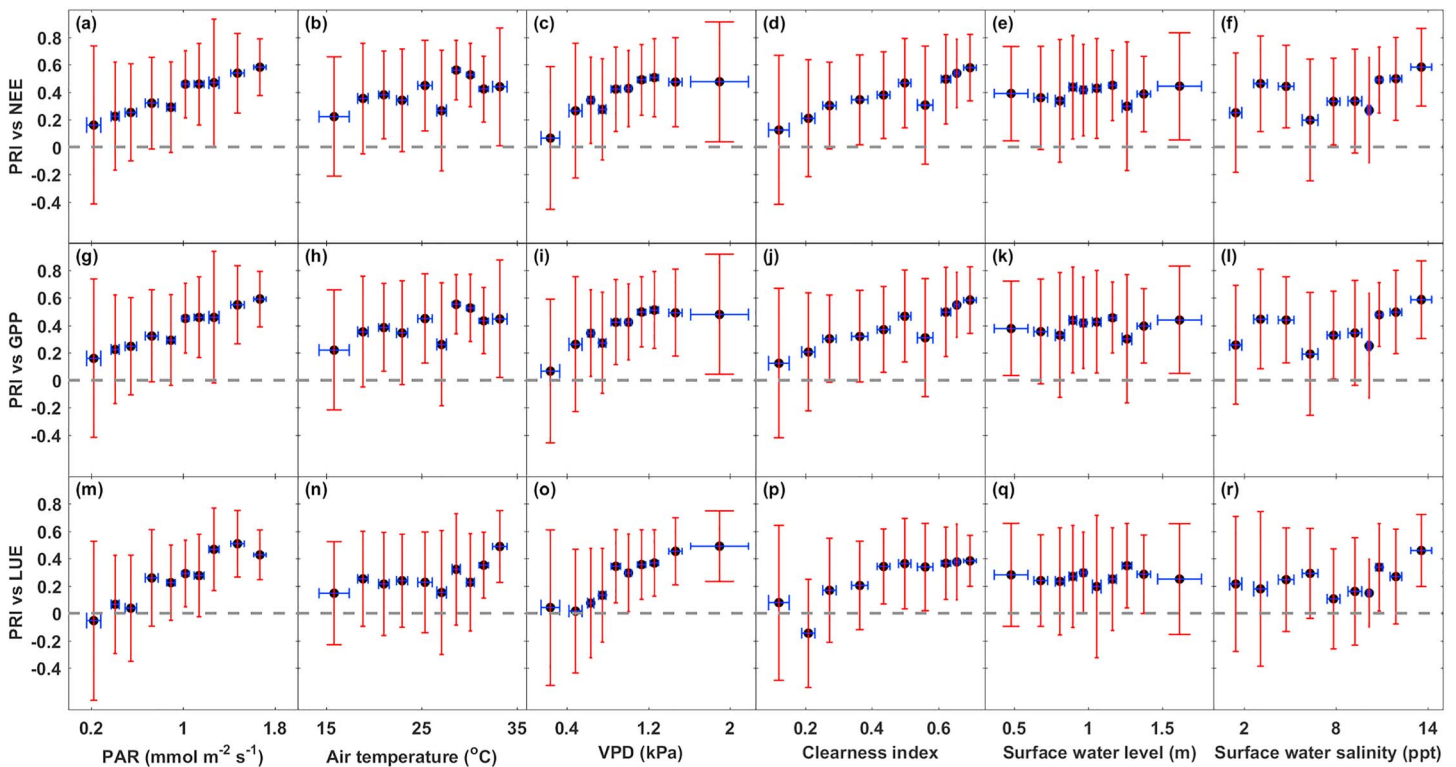 (a) (b) (c) (d) (e) (f)
0.8
0.6
0.4
0.2
0
-0.2
-0.4
PRI vs NEE
(g) (h) (i) (j) (k) (l)
0.8
0.6
0.4
0.2
0
-0.2
-0.4
PRI vs GPP
(m) (n) (o) (p) (q) (r)
0.8
0.6
0.4
0.2
0
-0.2
-0.4
PRI vs LUE
0.2 1 1.8 15 25 35 0.4 1.2 2 0.2 0.4 0.6 0.5 1 1.5 2 8 14
PAR (mmol m⁻² s⁻¹) Air temperature (°C) VPD (kPa) Clearness index Surface water level (m) Surface water salinity (ppt)